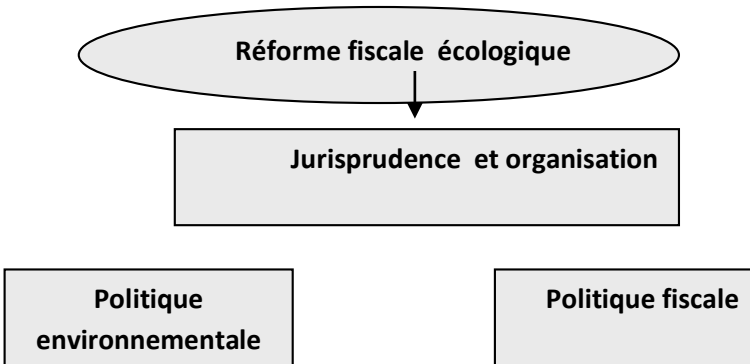 Réforme fiscale écologique
Jurisprudence et organisation
Politique
environnementale
Politique fiscale